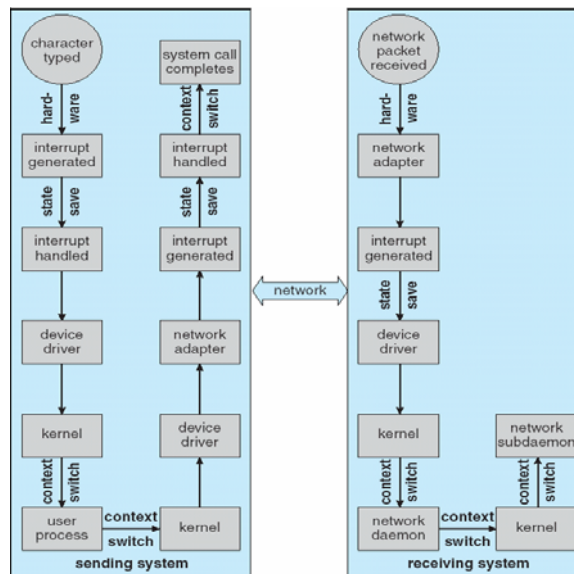 character
typed
hard-
ware
interrupt
generated
state
save
interrupt
handled
device
driver
kernel
context
switch
user
process
context
switch
kernel
device
driver
network
adapter
interrupt
generated
state
save
interrupt
handled
context
switch
system call
completes
sending system
network
network
packet
received
hard-
ware
network
adapter
interrupt
generated
state
save
device
driver
kernel
context
switch
network
daemon
context
switch
kernel
context
switch
network
subdaemon
receiving system